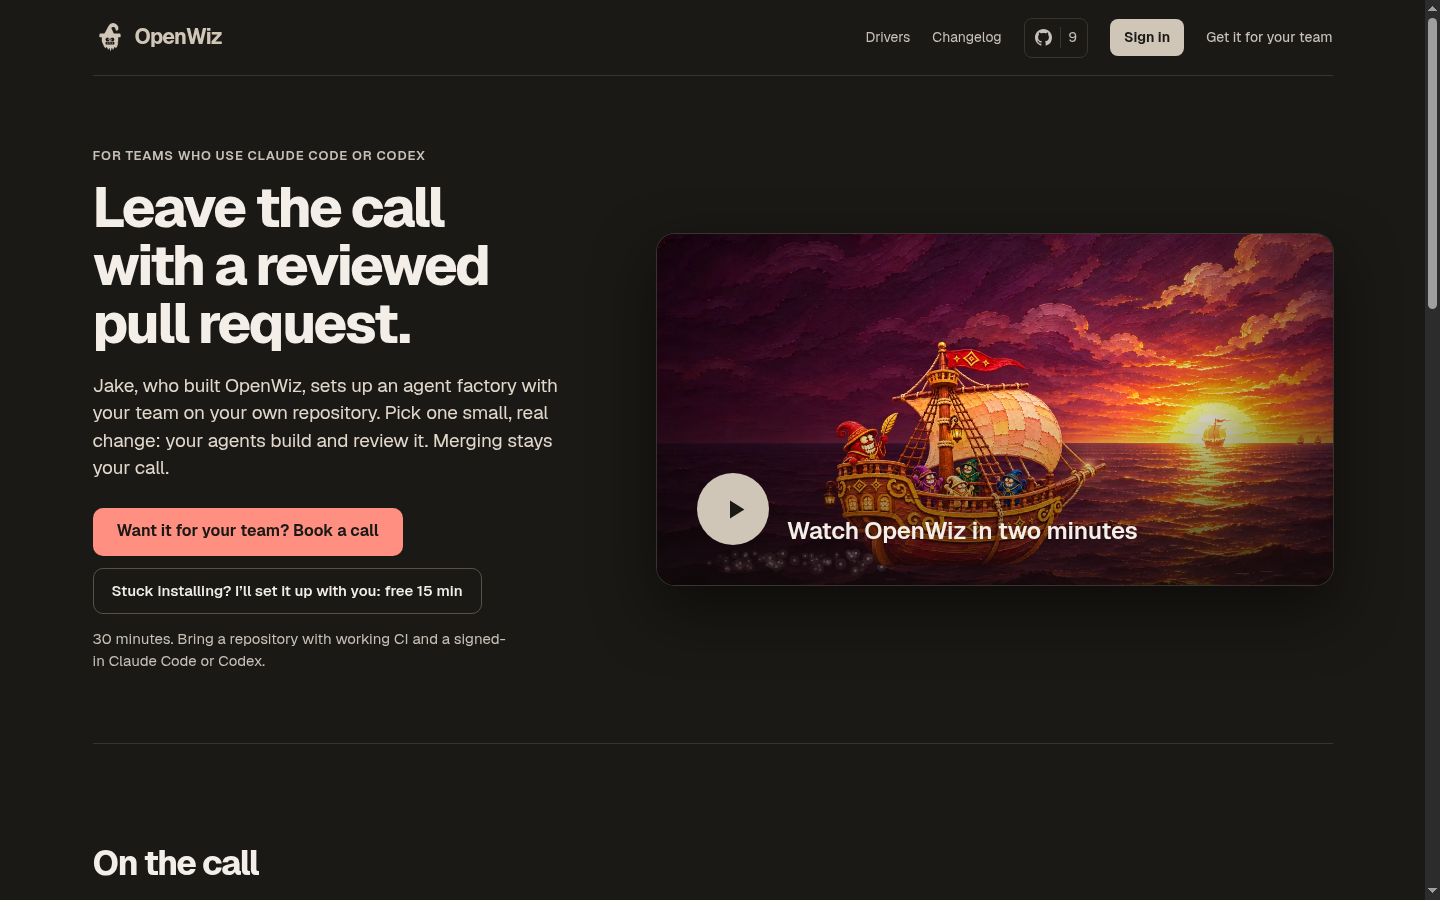 OpenWiz
Drivers
Changelog
9
Sign in
Get it for your team
FOR TEAMS WHO USE CLAUDE CODE OR CODEX
Leave the call
with a reviewed
pull request.
Jake, who built OpenWiz, sets up an agent factory with
your team on your own repository. Pick one small, real
change: your agents build and review it. Merging stays
your call.
Want it for your team? Book a call
Stuck installing? I’ll set it up with you: free 15 min
30 minutes. Bring a repository with working CI and a signed-
in Claude Code or Codex.
Watch OpenWiz in two minutes
On the call